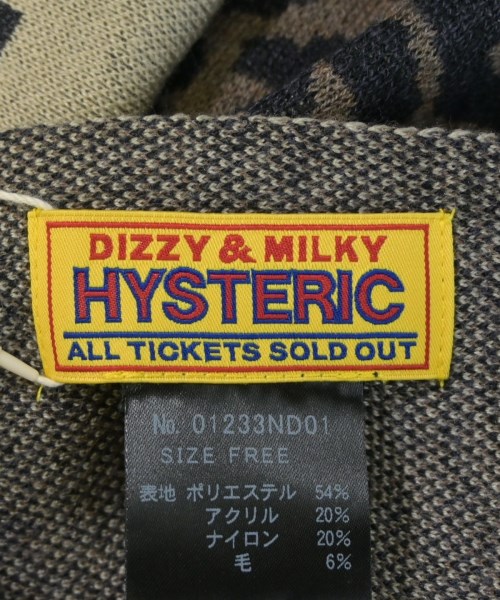 DIZZY & MILKY
HYSTERIC
ALL TICKETS SOLD OUT
No. 01233ND01
SIZE FREE
表地 ポリエステル 54%
アクリル 20%
ナイロン 20%
毛 6%